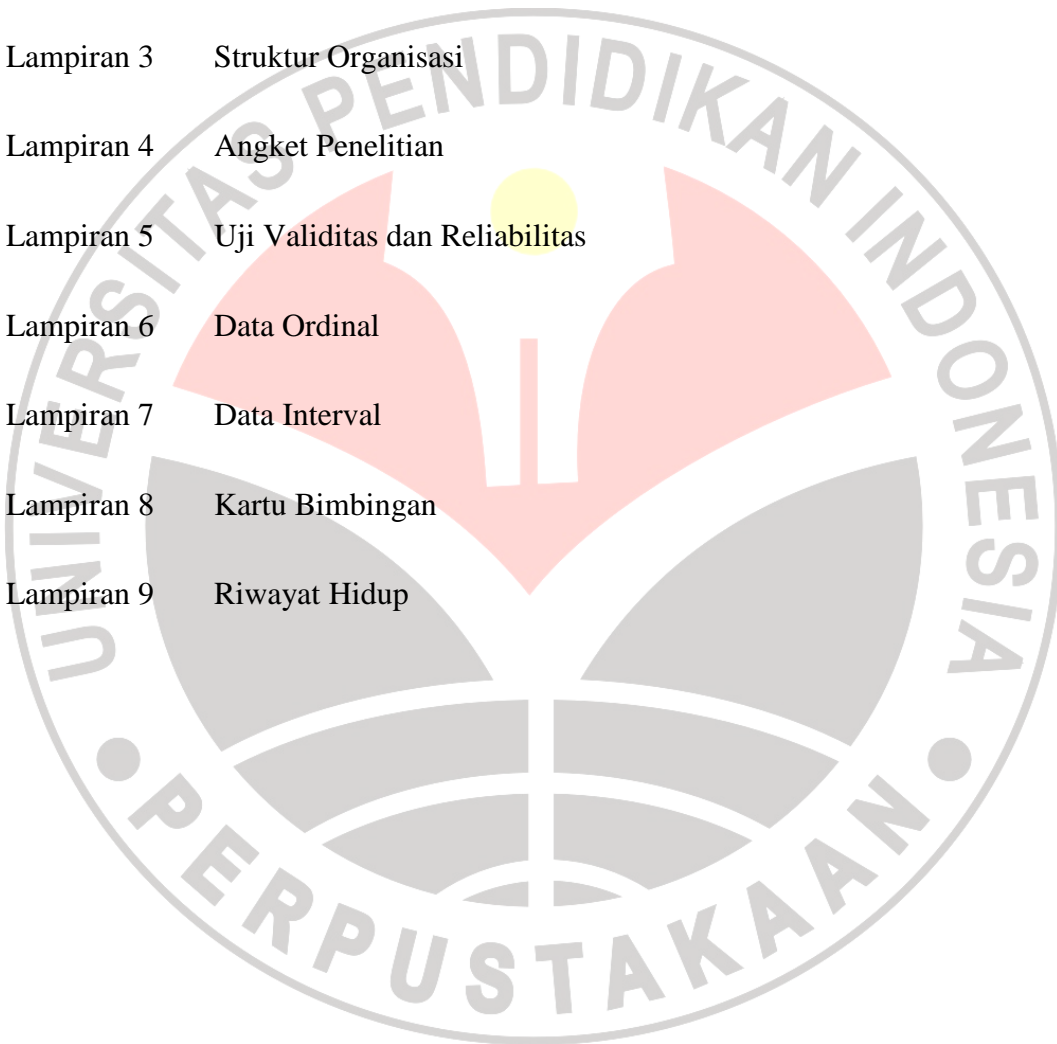 Lampiran 3 Struktur Organisasi
Lampiran 4 Angket Penelitian
Lampiran 5 Uji Validitas dan Reliabilitas
Lampiran 6 Data Ordinal
Lampiran 7 Data Interval
Lampiran 8 Kartu Bimbingan
Lampiran 9 Riwayat Hidup
UNIVERSITAS PENDIDIKAN INDONESIA
PERPUSTAKAAN